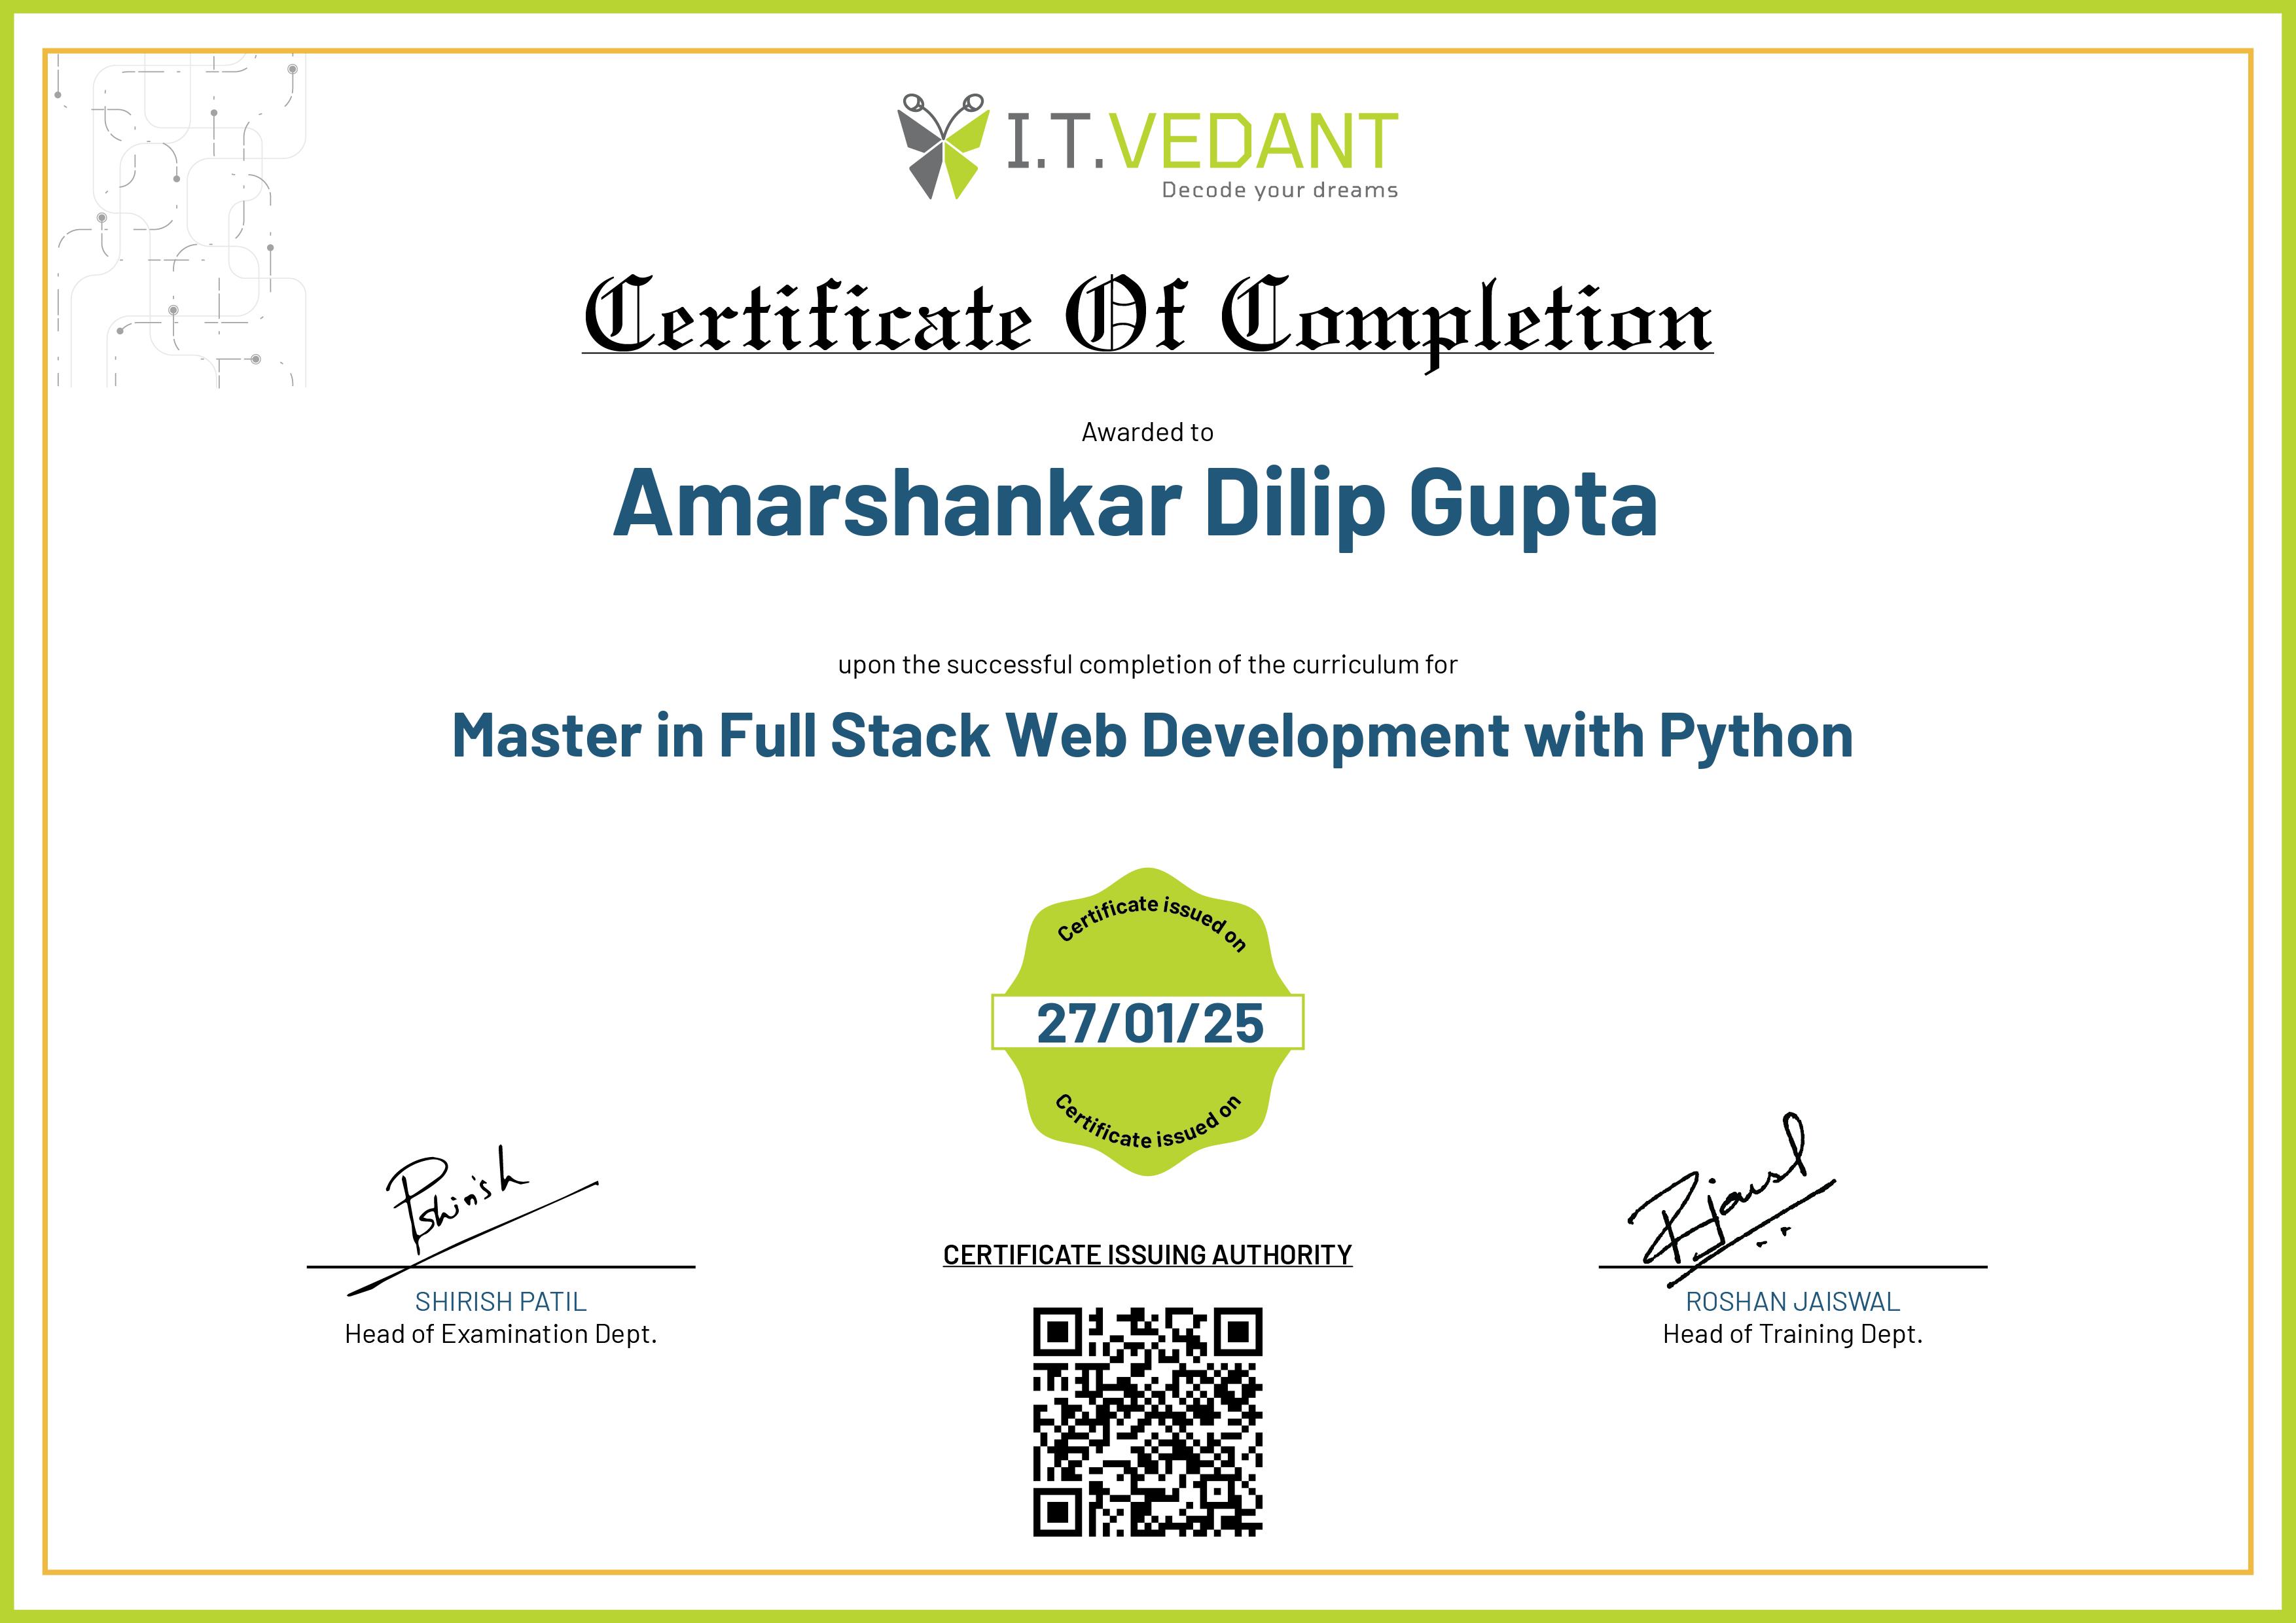 I.T.VEDANT
Decode your dreams
Certificate Of Completion
Awarded to
Amarshankar Dilip Gupta
upon the successful completion of the curriculum for
Master in Full Stack Web Development with Python
Certificate issued on
27/01/25
Certificate issued on
Pshirish
Rjaiswal
CERTIFICATE ISSUING AUTHORITY
SHIRISH PATIL
Head of Examination Dept.
ROSHAN JAISWAL
Head of Training Dept.